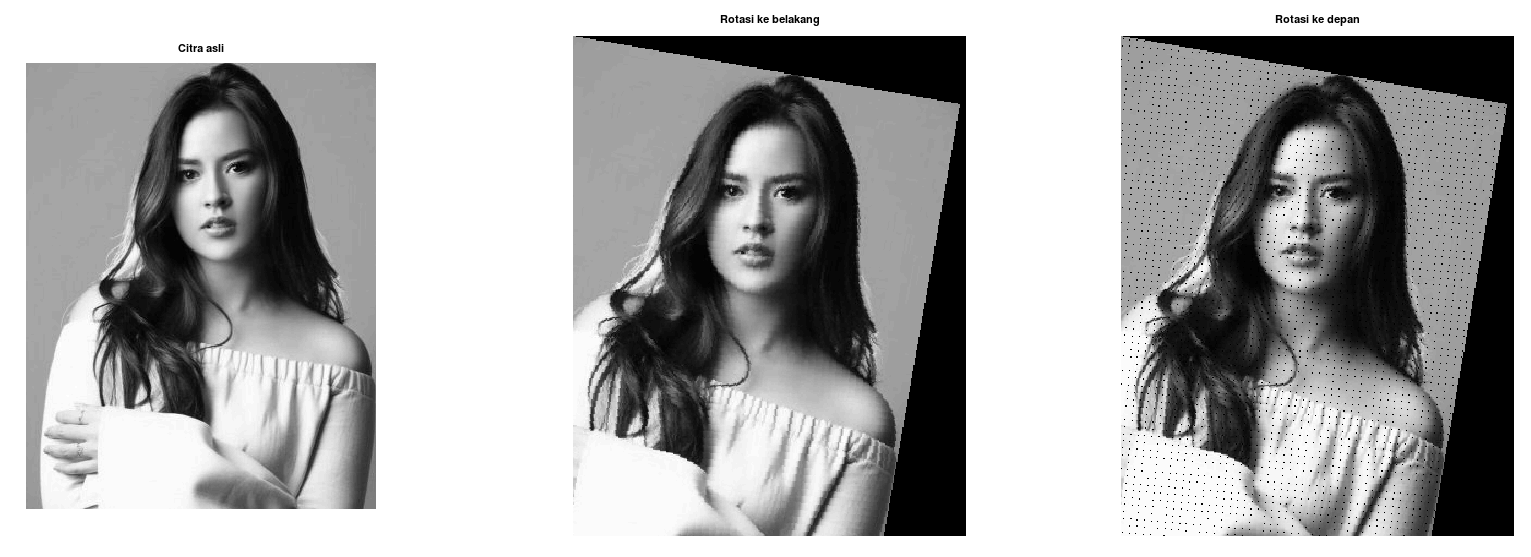 Citra asli
Rotasi ke belakang
Rotasi ke depan